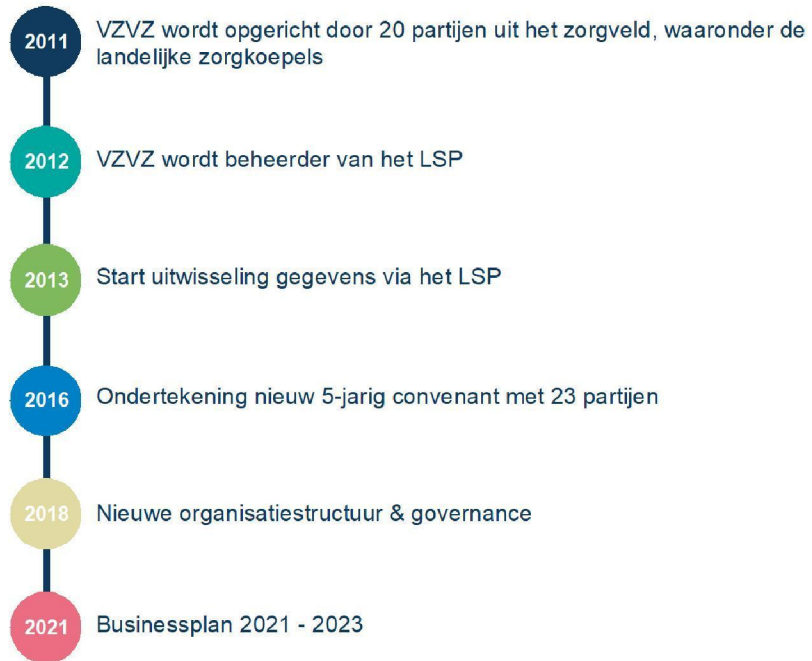 2011
VZVZ wordt opgericht door 20 partijen uit het zorgveld, waaronder de
landelijke zorgkoepels
2012
VZVZ wordt beheerder van het LSP
2013
Start uitwisseling gegevens via het LSP
2016
Ondertekening nieuw 5-jarig convenant met 23 partijen
2018
Nieuwe organisatiestructuur & governance
2021
Businessplan 2021 - 2023